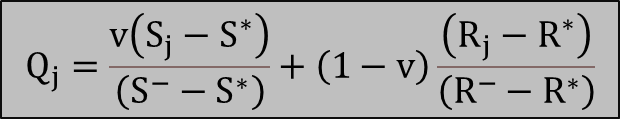 Qⱼ = v(Sⱼ − S*)/(S⁻ − S*) + (1 − v) (Rⱼ − R*)/(R⁻ − R*)